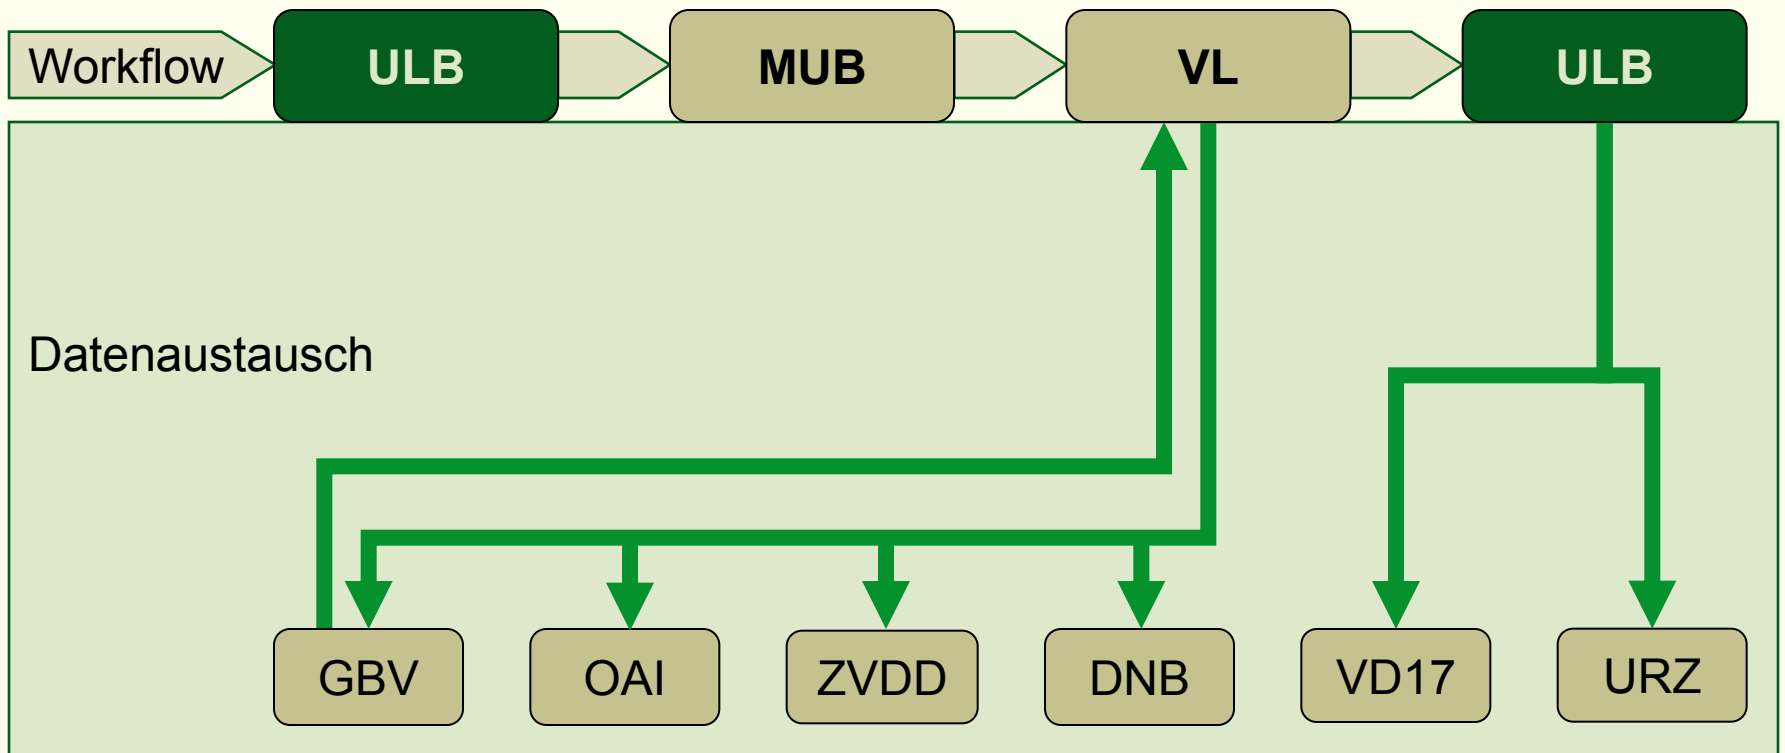 Workflow
ULB
MUB
VL
ULB
Datenaustausch
GBV
OAI
ZVDD
DNB
VD17
URZ